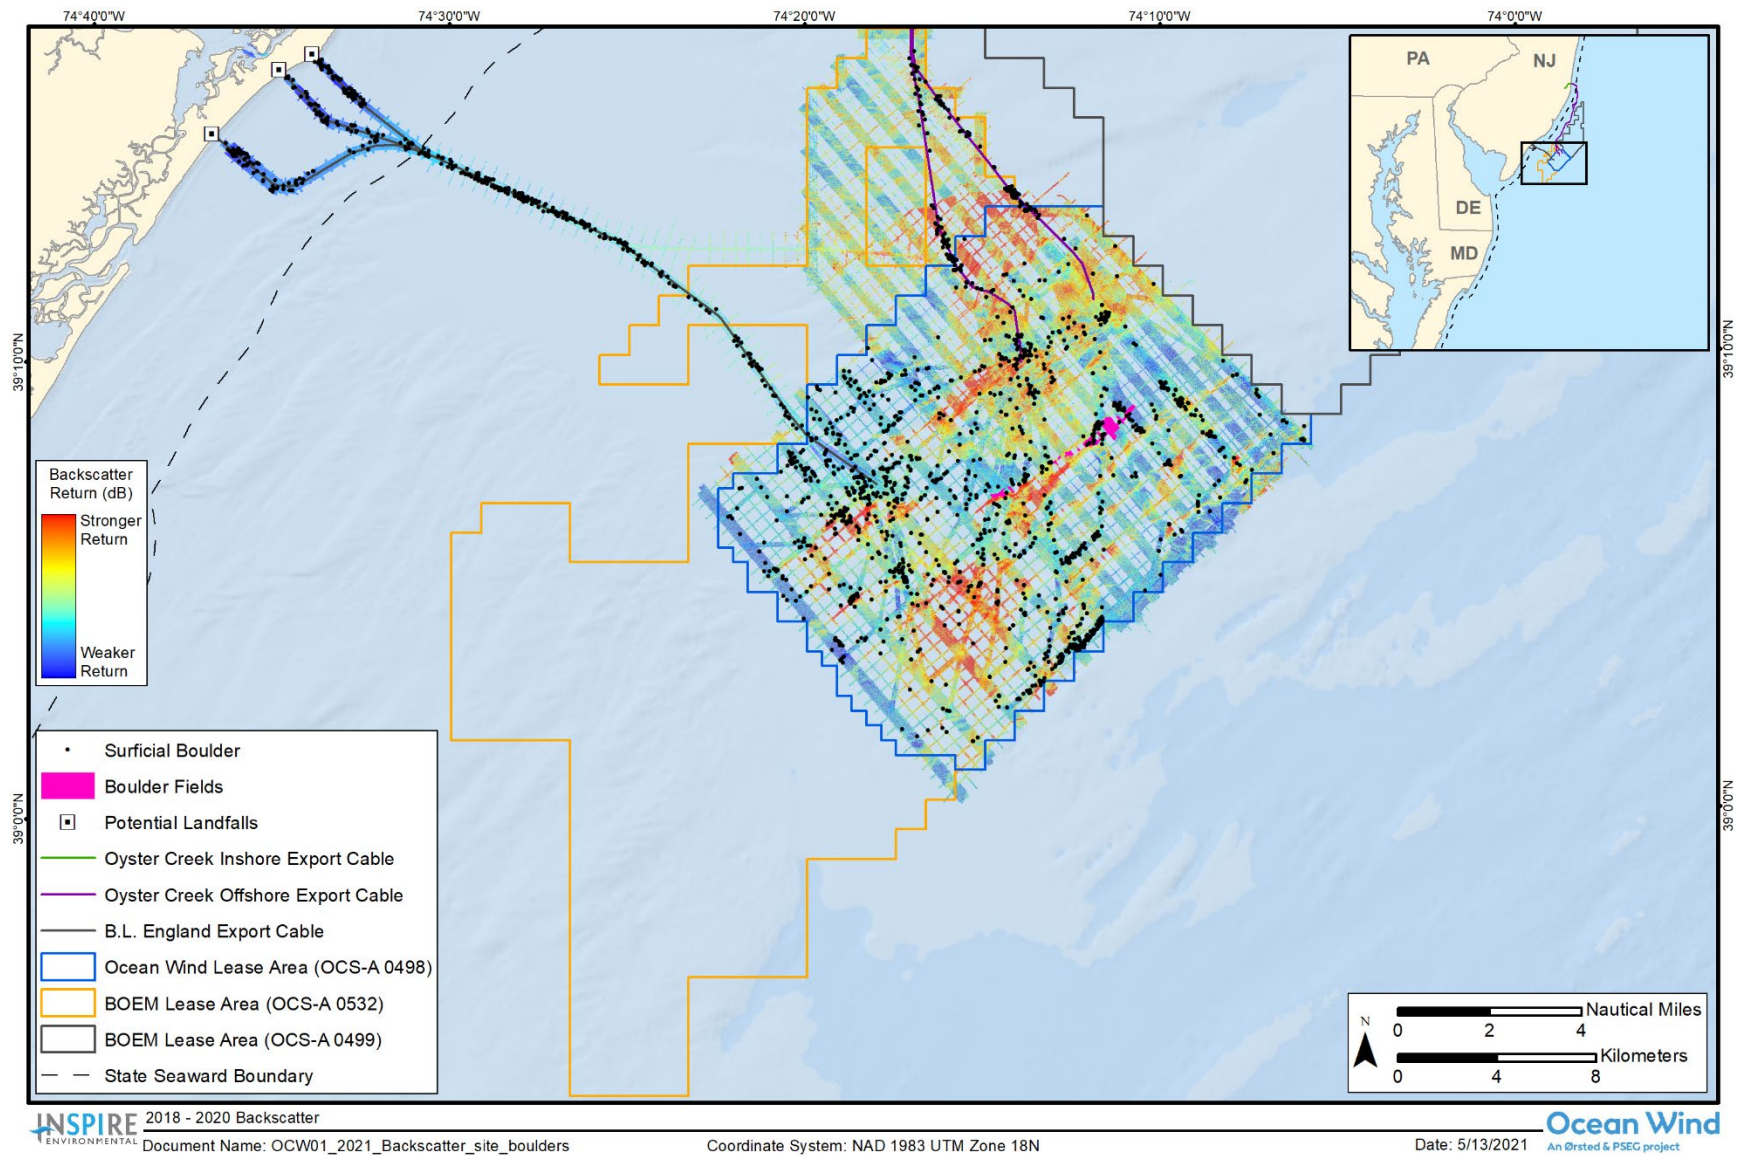 74°40'0"W 74°30'0"W 74°20'0"W 74°10'0"W 74°0'0"W
PA
NJ
DE
MD
39°10'0"N
39°10'0"N
39°0'0"N
39°0'0"N
Backscatter
Return (dB)
Stronger
Return
Weaker
Return
Surficial Boulder
Boulder Fields
Potential Landfalls
Oyster Creek Inshore Export Cable
Oyster Creek Offshore Export Cable
B.L. England Export Cable
Ocean Wind Lease Area (OCS-A 0498)
BOEM Lease Area (OCS-A 0532)
BOEM Lease Area (OCS-A 0499)
State Seaward Boundary
N
Nautical Miles
0 2 4
Kilometers
0 4 8
INSPIRE
ENVIRONMENTAL
2018 - 2020 Backscatter
Document Name: OCW01_2021_Backscatter_site_boulders
Coordinate System: NAD 1983 UTM Zone 18N
Date: 5/13/2021
Ocean Wind
An Ørsted & PSEG project